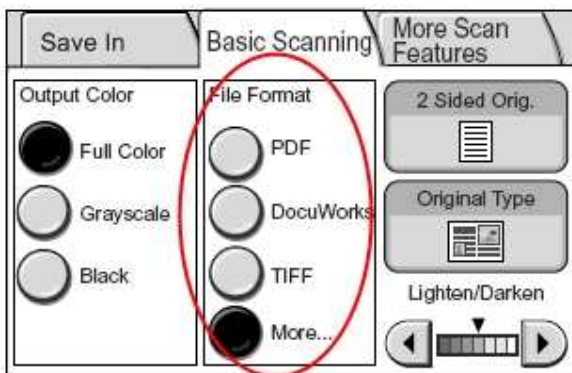 Save In
Basic Scanning
More Scan
Features
Output Color
Full Color
Grayscale
Black
File Format
PDF
DocuWorks
TIFF
More...
2 Sided Orig.
Original Type
Lighten/Darken